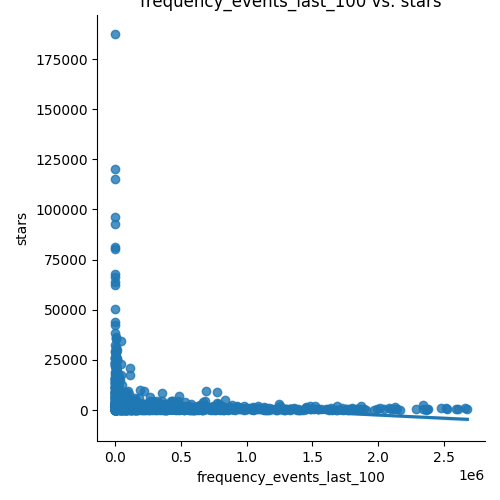 frequency_events_last_100 vs. stars
175000
150000
125000
100000
75000
50000
25000
0
stars
0.0 0.5 1.0 1.5 2.0 2.5
1e6
frequency_events_last_100